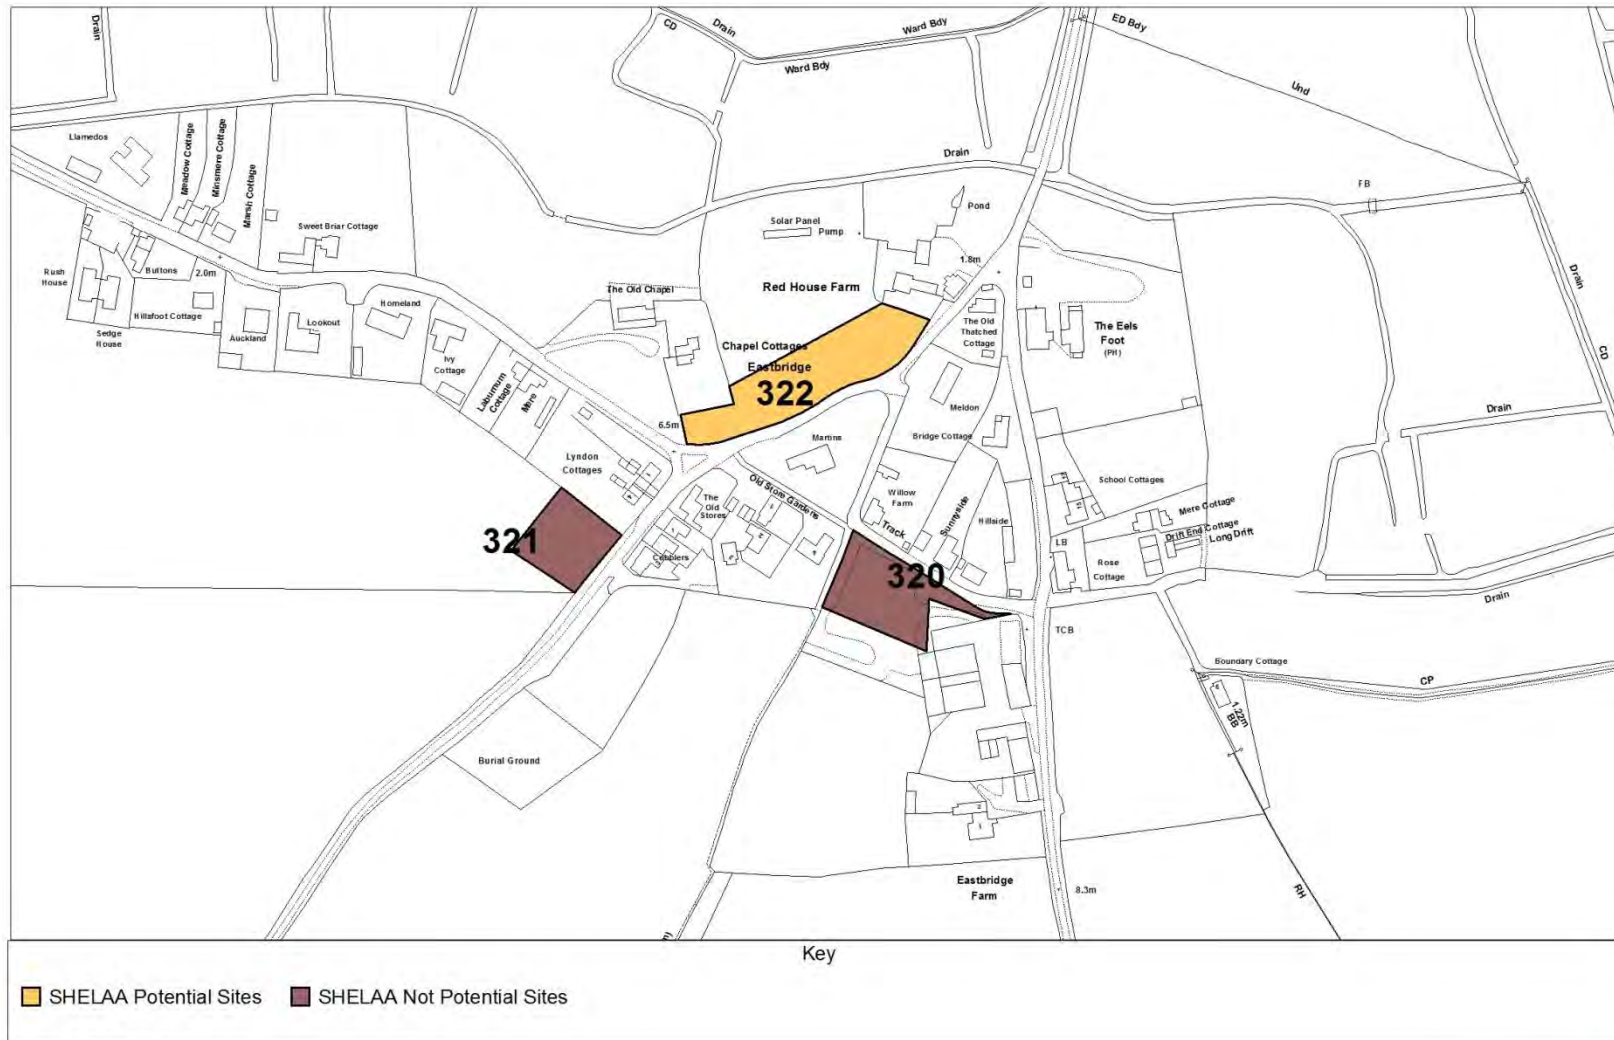 Drain
CD
Drain
Ward Bdy
Ward Bdy
ED Bdy
Und
Drain
Llamedos
Meadow Cottage
Minsmere Cottage
Marsh Cottage
Sweet Briar Cottage
FB
Pond
Solar Panel
Pump
Drain
Rush
House
Buttons
2.0m
1.8m
Red House Farm
The Old Chapel
Homeland
Hillsfoot Cottage
Lookout
Sedge
House
Auckland
The Old
Thatched
Cottage
The Eels
Foot
(PH)
CD
Chapel Cottages
Eastbridge
322
Ivy
Cottage
Laburnum
Cottage
Mere
Meldon
Drain
6.5m
Martins
Bridge Cottage
Lyndon
Cottages
School Cottages
The
Old
Stores
Old Store Gardens
Willow
Farm
Mere Cottage
Track
Sunnyside
Hillside
Drift End Cottage
Long Drift
321
LB
Cobblers
320
Rose
Cottage
Drain
TCB
Boundary Cottage
CP
1.22m
BB
Burial Ground
2
1
Eastbridge
Farm
8.3m
RH
m)
Key
SHELAA Potential Sites
SHELAA Not Potential Sites